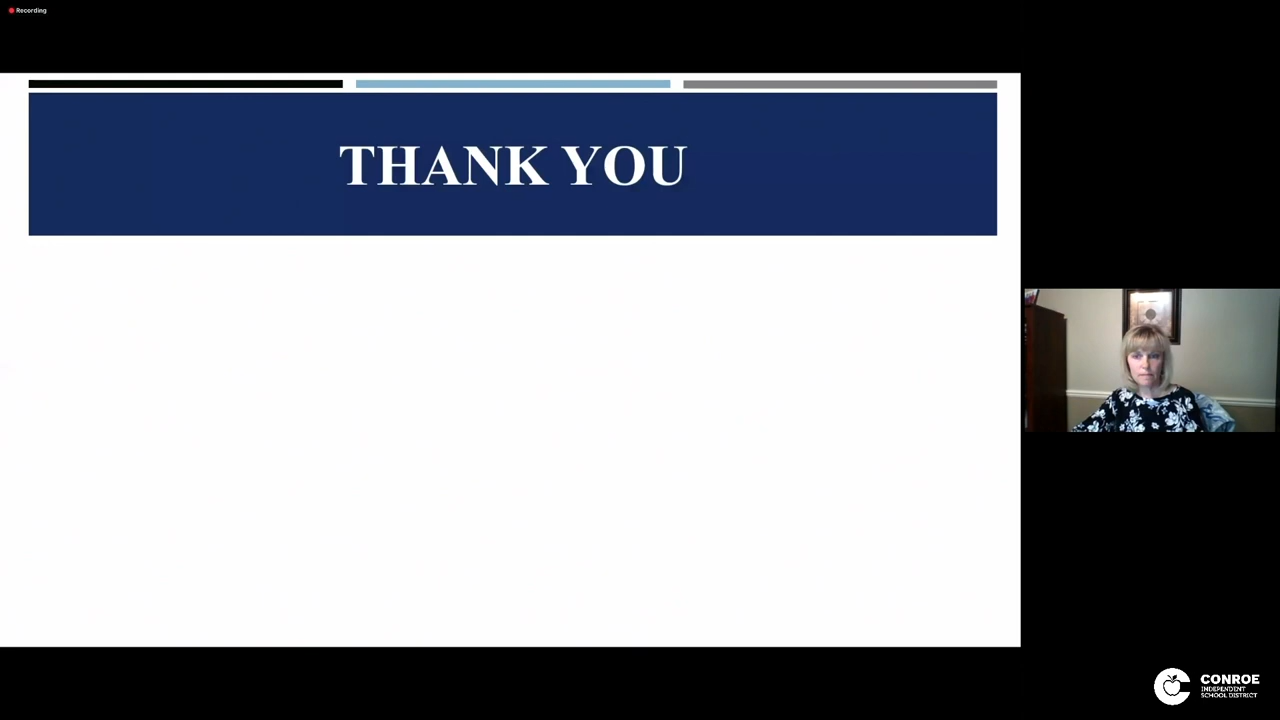 Recording
THANK YOU
CONROE
INDEPENDENT
SCHOOL DISTRICT